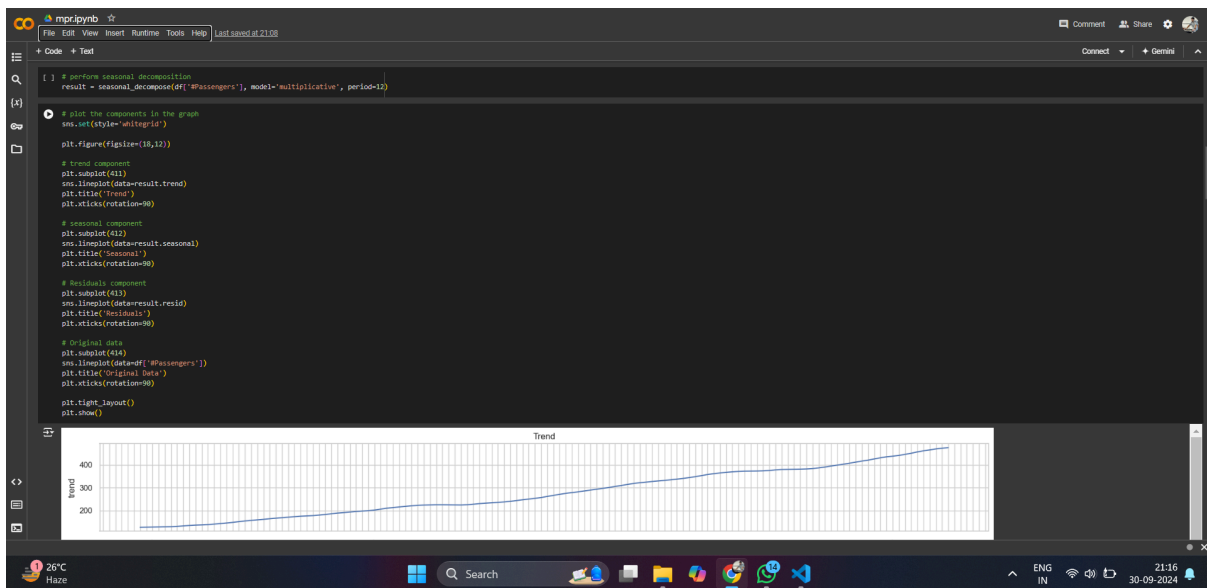 mpr.ipynb
Comment Share
File Edit View Insert Runtime Tools Help Last saved at 21:08
+ Code + Text
Connect Gemini
[ ] # perform seasonal decomposition
result = seasonal_decompose(df['#Passengers'], model='multiplicative', period=12)
{x}
# plot the components in the graph
sns.set(style='whitegrid')
plt.figure(figsize=(18,12))
# trend component
plt.subplot(411)
sns.lineplot(data=result.trend)
plt.title('Trend')
plt.xticks(rotation=90)
# seasonal component
plt.subplot(412)
sns.lineplot(data=result.seasonal)
plt.title('Seasonal')
plt.xticks(rotation=90)
# Residuals component
plt.subplot(413)
sns.lineplot(data=result.resid)
plt.title('Residuals')
plt.xticks(rotation=90)
# Original data
plt.subplot(414)
sns.lineplot(data=df['#Passengers'])
plt.title('Original Data')
plt.xticks(rotation=90)
plt.tight_layout()
plt.show()
Trend
400
300
200
trend
1
26°C
Haze
Search
14
ENG
IN
21:16
30-09-2024